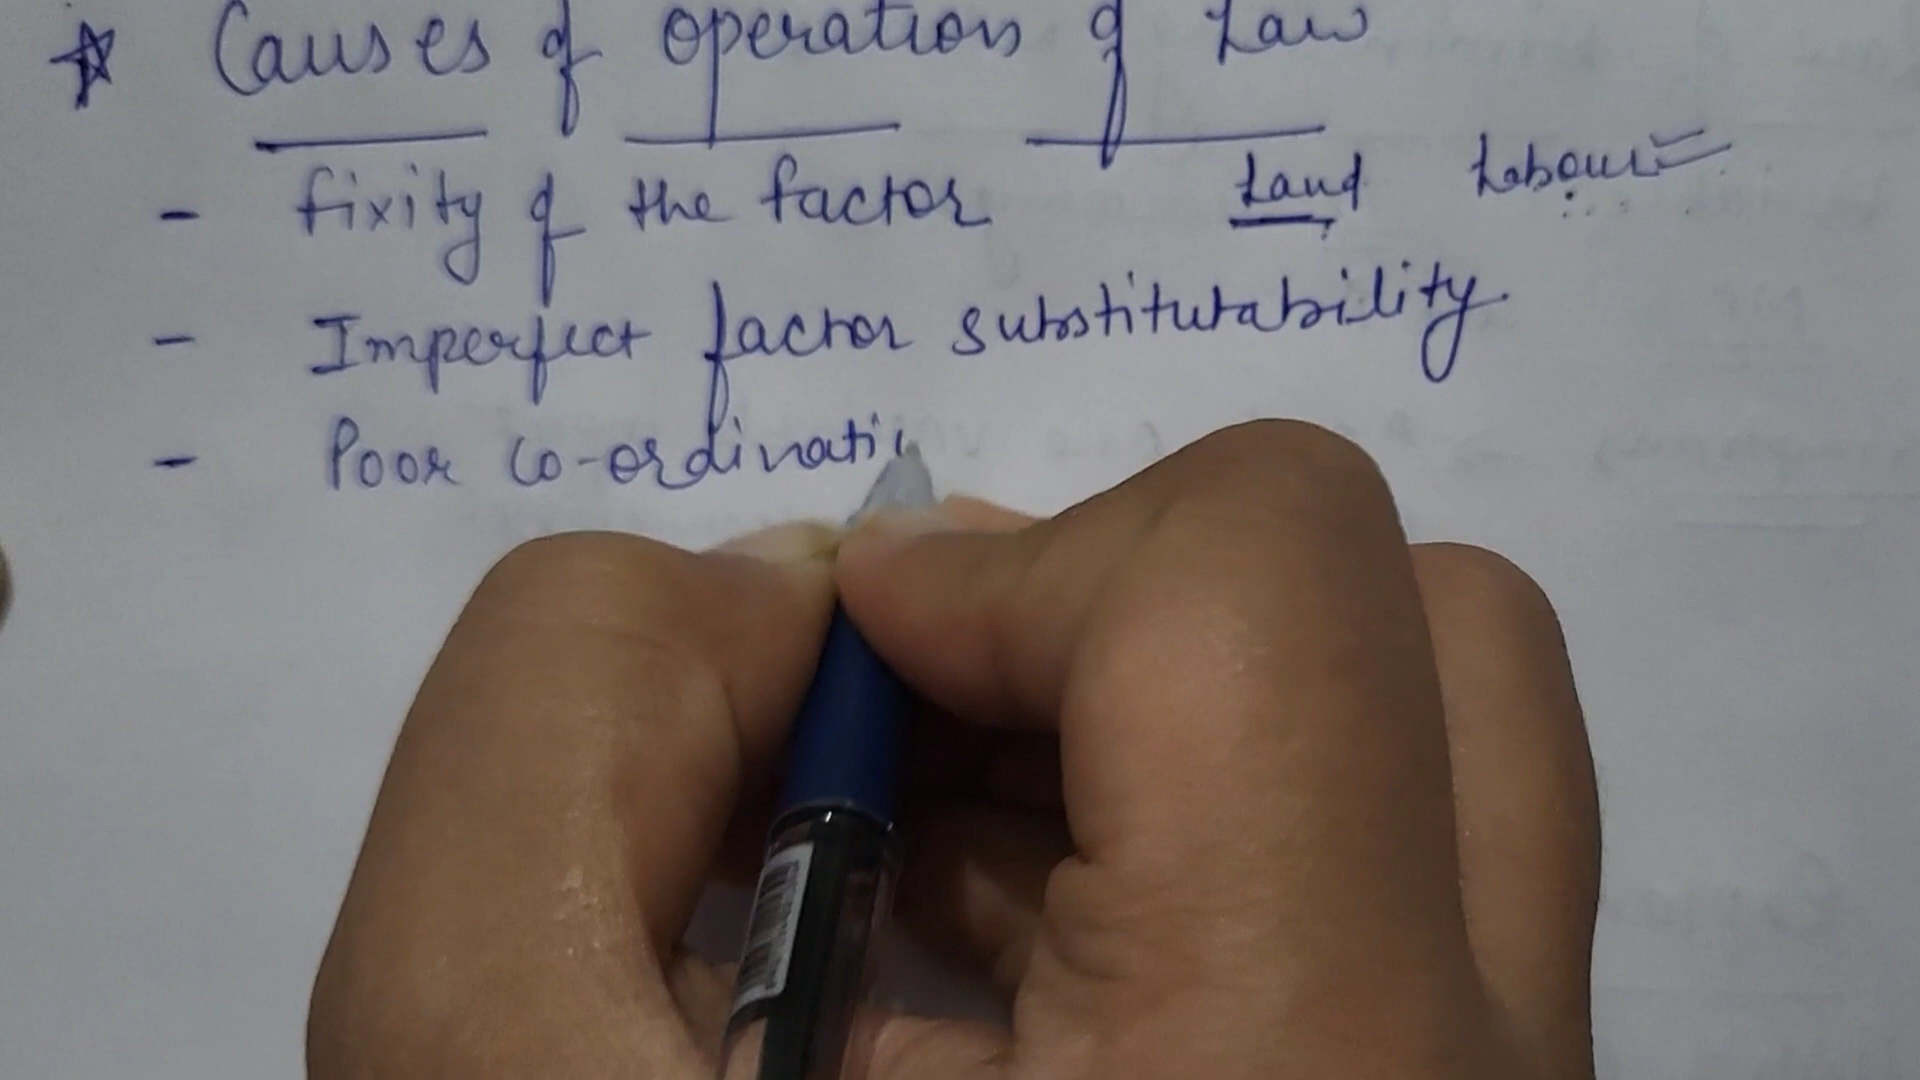 ☆ Causes of operation of Law
- fixity of the factor Land Labour
- Imperfect factor substitutability
- Poor Co-ordinati